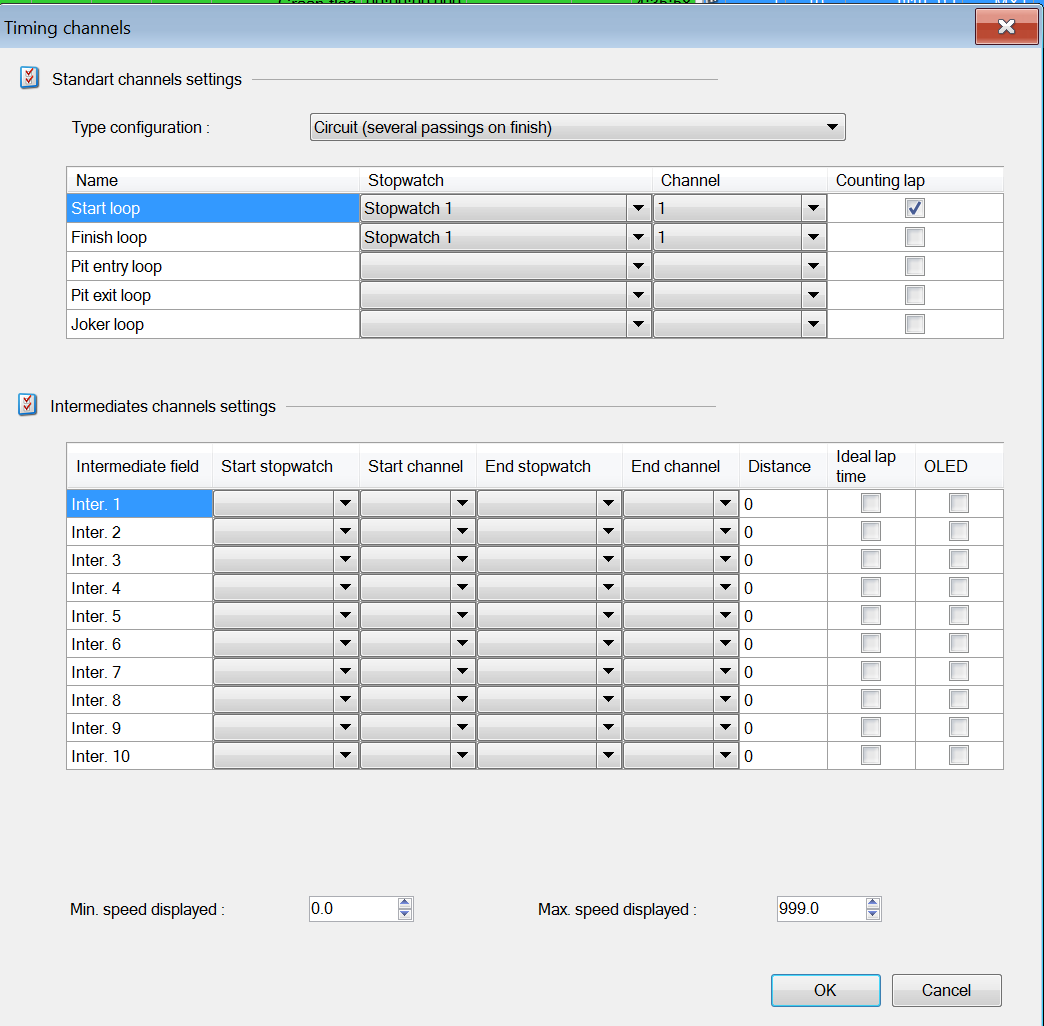 Timing channels
Standart channels settings
Type configuration : Circuit (several passings on finish)
Name Stopwatch Channel Counting lap
Start loop Stopwatch 1 1
Finish loop Stopwatch 1 1
Pit entry loop
Pit exit loop
Joker loop
Intermediates channels settings
Intermediate field Start stopwatch Start channel End stopwatch End channel Distance Ideal lap time OLED
Inter. 1 0
Inter. 2 0
Inter. 3 0
Inter. 4 0
Inter. 5 0
Inter. 6 0
Inter. 7 0
Inter. 8 0
Inter. 9 0
Inter. 10 0
Min. speed displayed : 0.0 Max. speed displayed : 999.0
OK Cancel